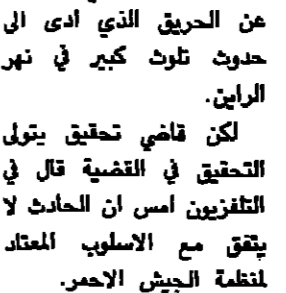 عن الحريق الذي أدى الى
حدوث تلوث كبير في نهر
الراين.
لكن قاضي تحقيق يتولى
التحقيق في القضية قال في
التلفزيون امس ان الحادث لا
يتفق مع الاسلوب المعتاد
لمنظمة الجيش الاحمر.